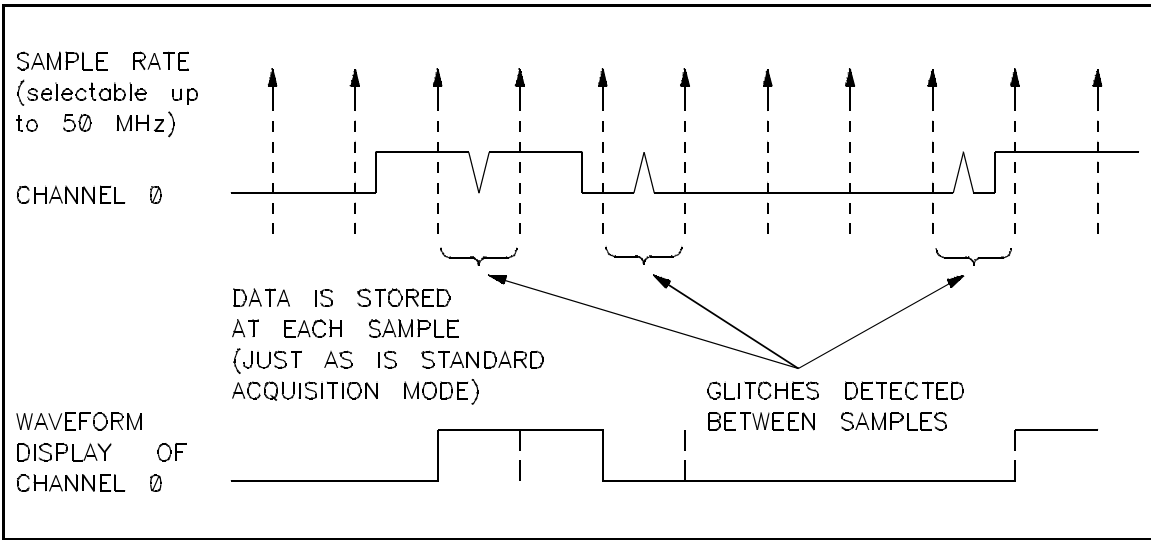 SAMPLE RATE
(selectable up
to 50 MHz)
CHANNEL 0
DATA IS STORED
AT EACH SAMPLE
(JUST AS IS STANDARD
ACQUISITION MODE)
GLITCHES DETECTED
BETWEEN SAMPLES
WAVEFORM
DISPLAY OF
CHANNEL 0